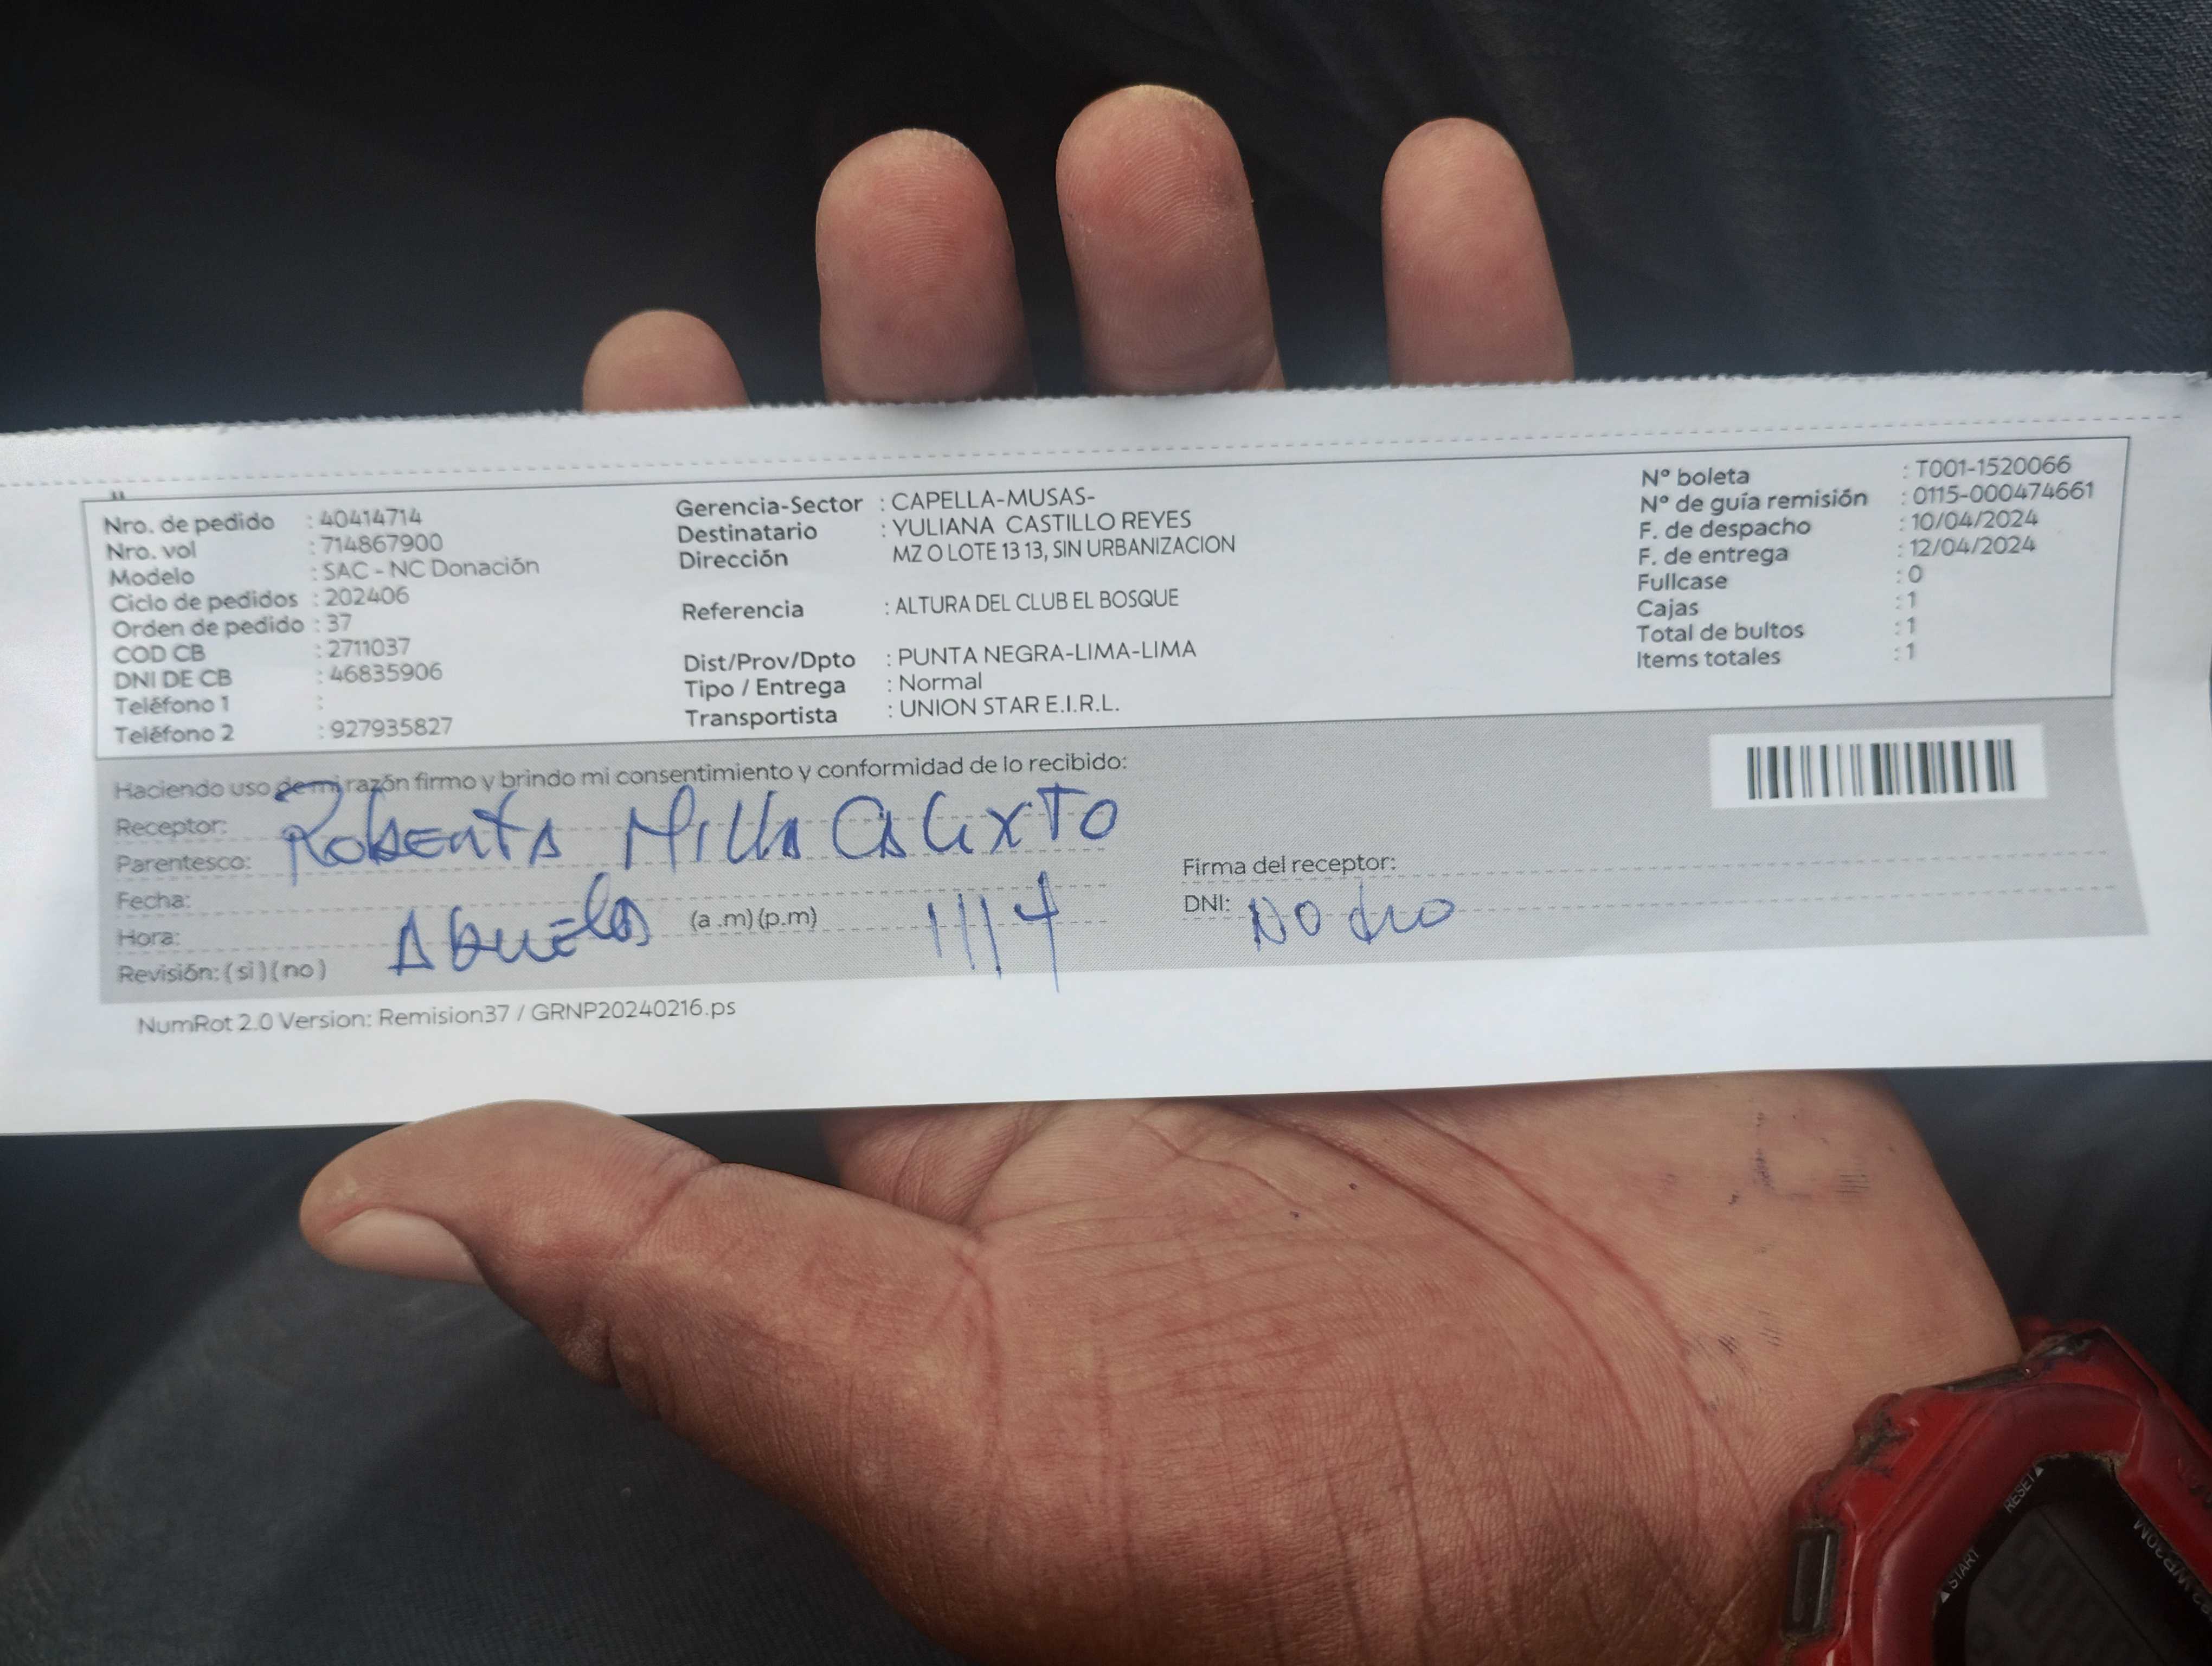 Nro. de pedido : 40414714
Nro. vol : 714867900
Modelo : SAC - NC Donación
Ciclo de pedidos : 202406
Orden de pedido : 37
COD CB : 2711037
DNI DE CB : 46835906
Teléfono 1 :
Teléfono 2 : 927935827
Gerencia-Sector : CAPELLA-MUSAS-
Destinatario : YULIANA CASTILLO REYES
Dirección MZ O LOTE 13 13, SIN URBANIZACION
Referencia : ALTURA DEL CLUB EL BOSQUE
Dist/Prov/Dpto : PUNTA NEGRA-LIMA-LIMA
Tipo / Entrega : Normal
Transportista : UNION STAR E.I.R.L.
Nº boleta : T001-1520066
Nº de guía remisión : 0115-000474661
F. de despacho : 10/04/2024
F. de entrega : 12/04/2024
Fullcase : 0
Cajas : 1
Total de bultos : 1
Items totales : 1
Haciendo uso de mi razón firmo y brindo mi consentimiento y conformidad de lo recibido:
Receptor: Roberta Milla Calixto
Parentesco:
Fecha:
Hora: Abuela (a .m) (p.m)
Revisión: ( si ) ( no )
Firma del receptor:
DNI: NO dio
NumRot 2.0 Version: Remision37 / GRNP20240216.ps
START
RESET
WR30M